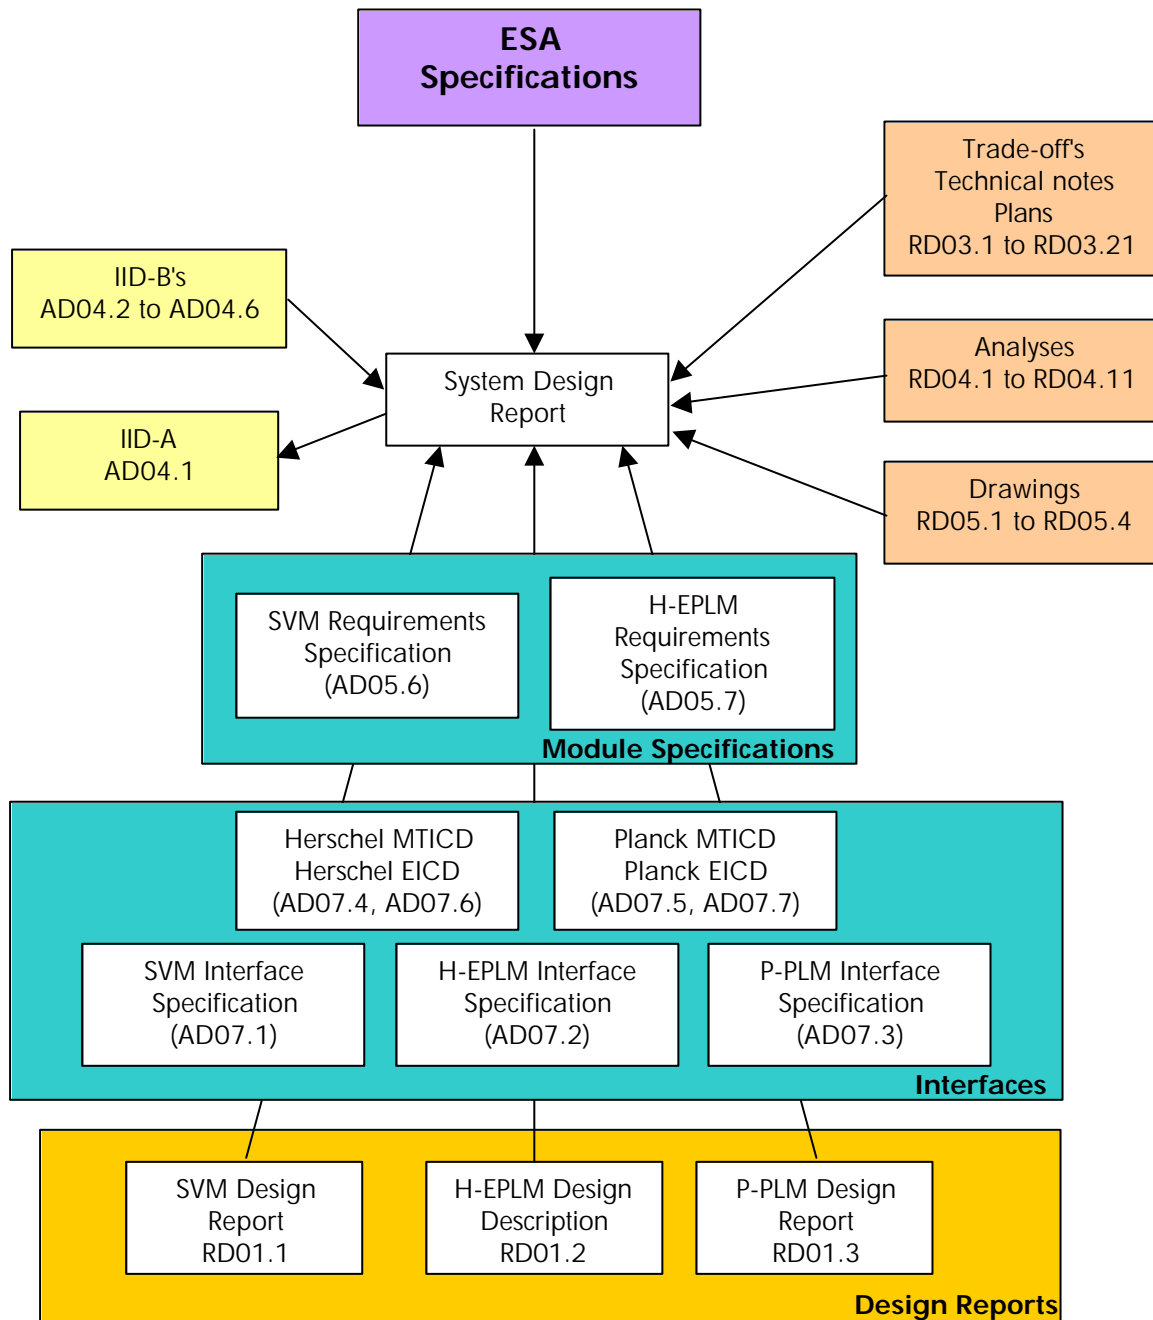 ESA
Specifications
Trade-off's
Technical notes
Plans
RD03.1 to RD03.21
IID-B's
AD04.2 to AD04.6
Analyses
RD04.1 to RD04.11
System Design
Report
IID-A
AD04.1
Drawings
RD05.1 to RD05.4
SVM Requirements
Specification
(AD05.6)
H-EPLM
Requirements
Specification
(AD05.7)
Module Specifications
Herschel MTICD
Herschel EICD
(AD07.4, AD07.6)
Planck MTICD
Planck EICD
(AD07.5, AD07.7)
SVM Interface
Specification
(AD07.1)
H-EPLM Interface
Specification
(AD07.2)
P-PLM Interface
Specification
(AD07.3)
Interfaces
SVM Design
Report
RD01.1
H-EPLM Design
Description
RD01.2
P-PLM Design
Report
RD01.3
Design Reports